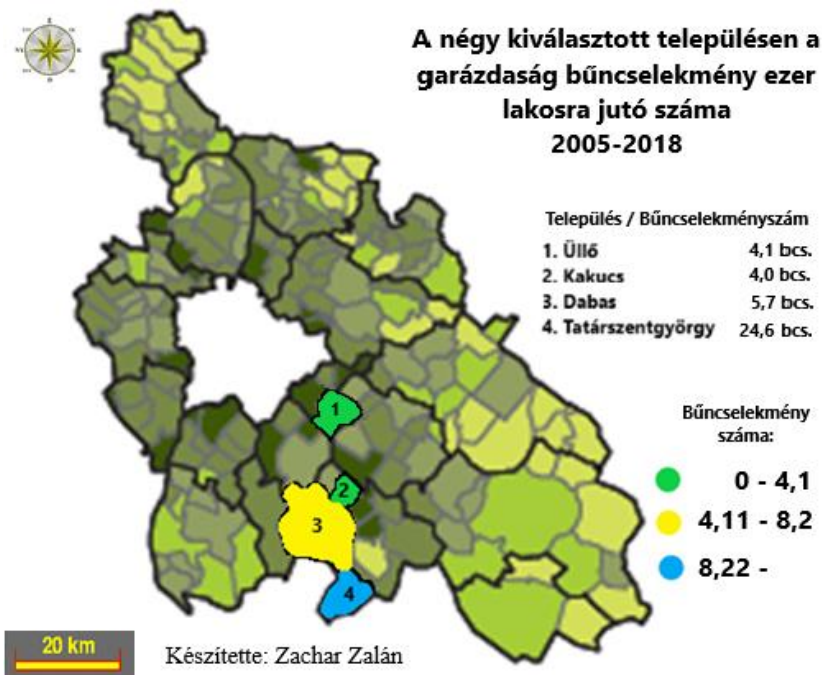 A négy kiválasztott településen a
garázdaság bűncselekmény ezer
lakosra jutó száma
2005-2018
Település / Bűncselekményszám
1. Üllő 4,1 bcs.
2. Kakucs 4,0 bcs.
3. Dabas 5,7 bcs.
4. Tatárszentgyörgy 24,6 bcs.
1
2
3
4
Bűncselekmény
száma:
0 - 4,1
4,11 - 8,2
8,22 -
20 km
Készítette: Zachar Zalán